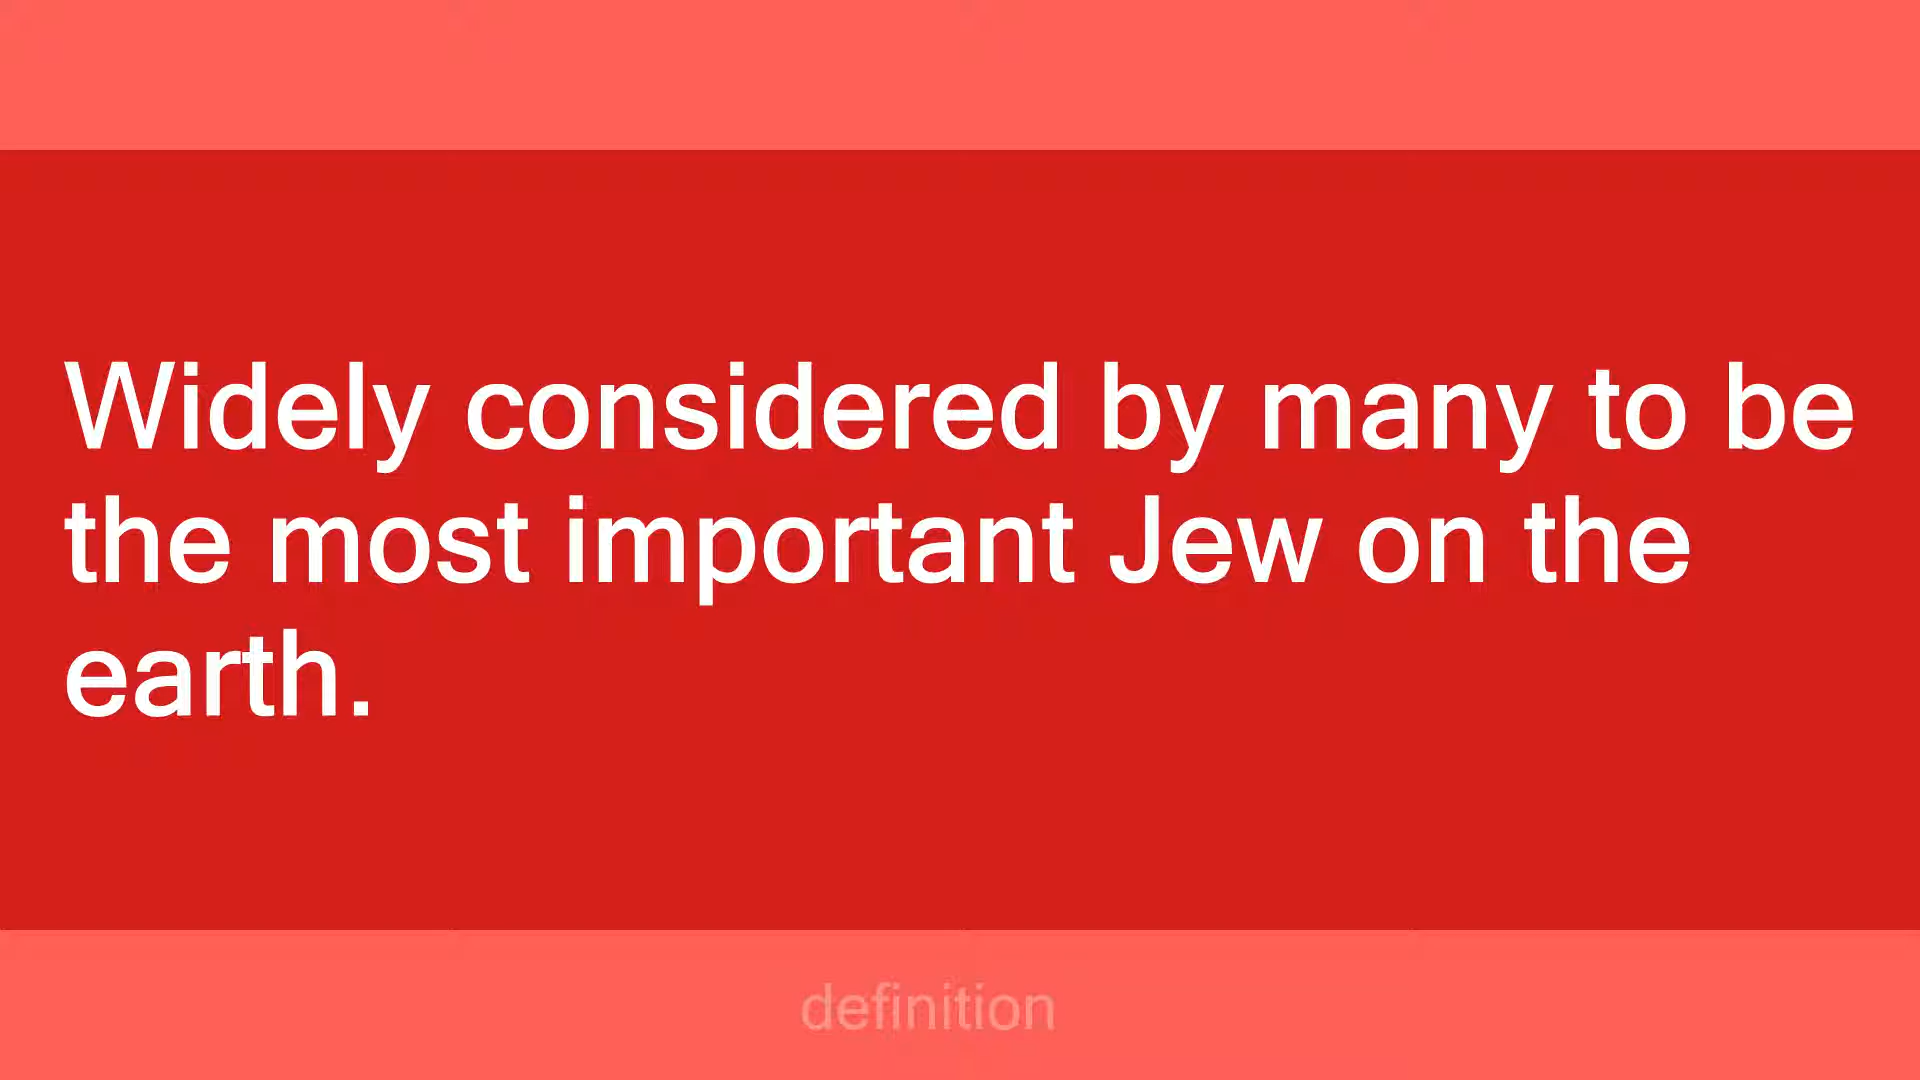 Widely considered by many to be
the most important Jew on the
earth.
definition